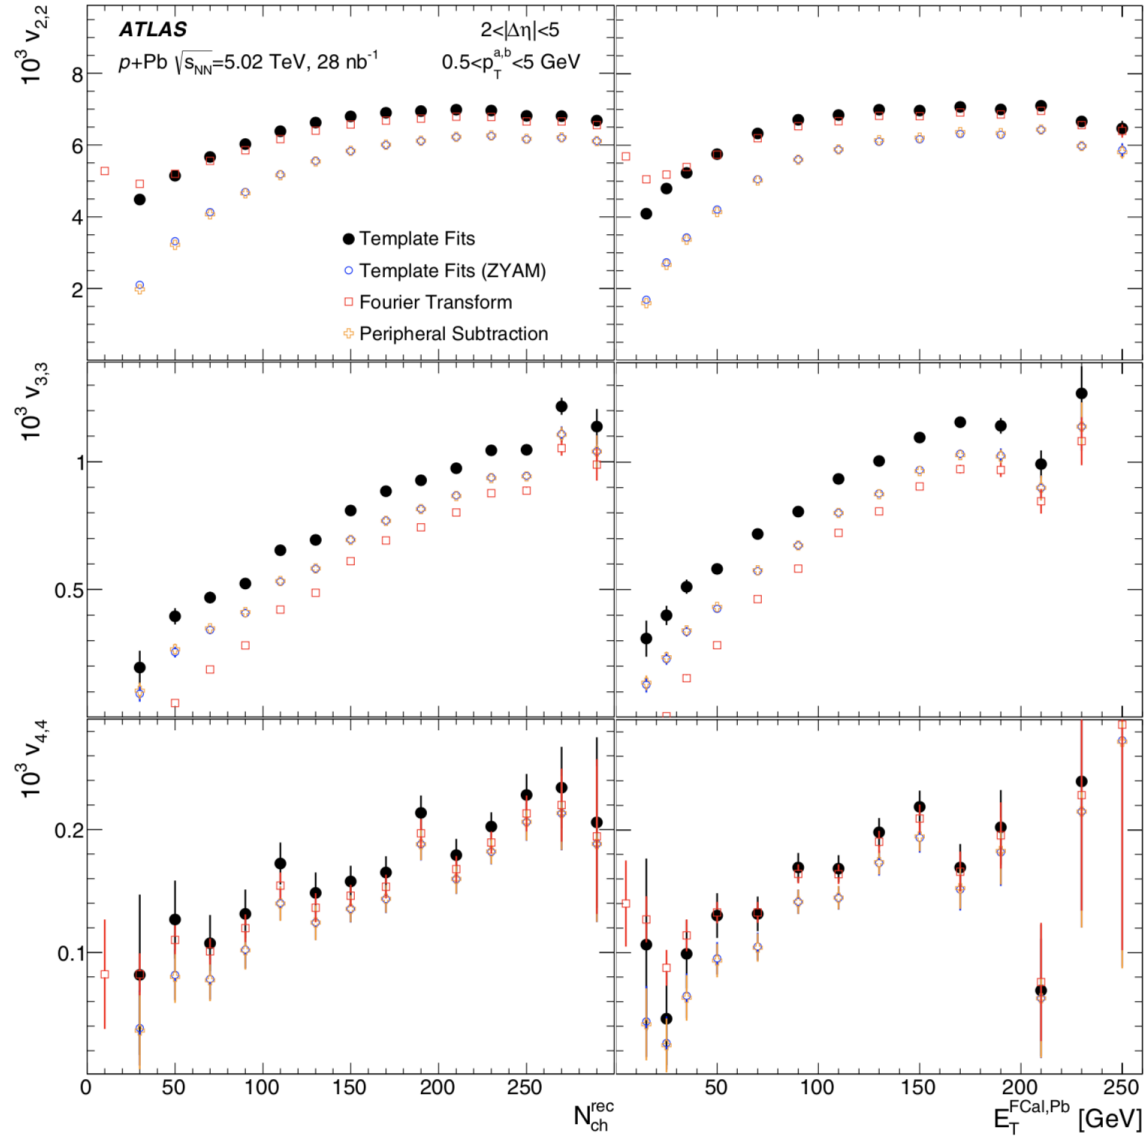 10³ v₂,₂
ATLAS
2<|Δη|<5
p+Pb √sNN=5.02 TeV, 28 nb⁻¹
0.5<pTᵃ,ᵇ<5 GeV
8
6
4
2
Template Fits
Template Fits (ZYAM)
Fourier Transform
Peripheral Subtraction
10³ v₃,₃
1
0.5
10³ v₄,₄
0.2
0.1
0 50 100 150 200 250
50 100 150 200 250
Nchʳᵉᶜ
ETFCal,Pb [GeV]